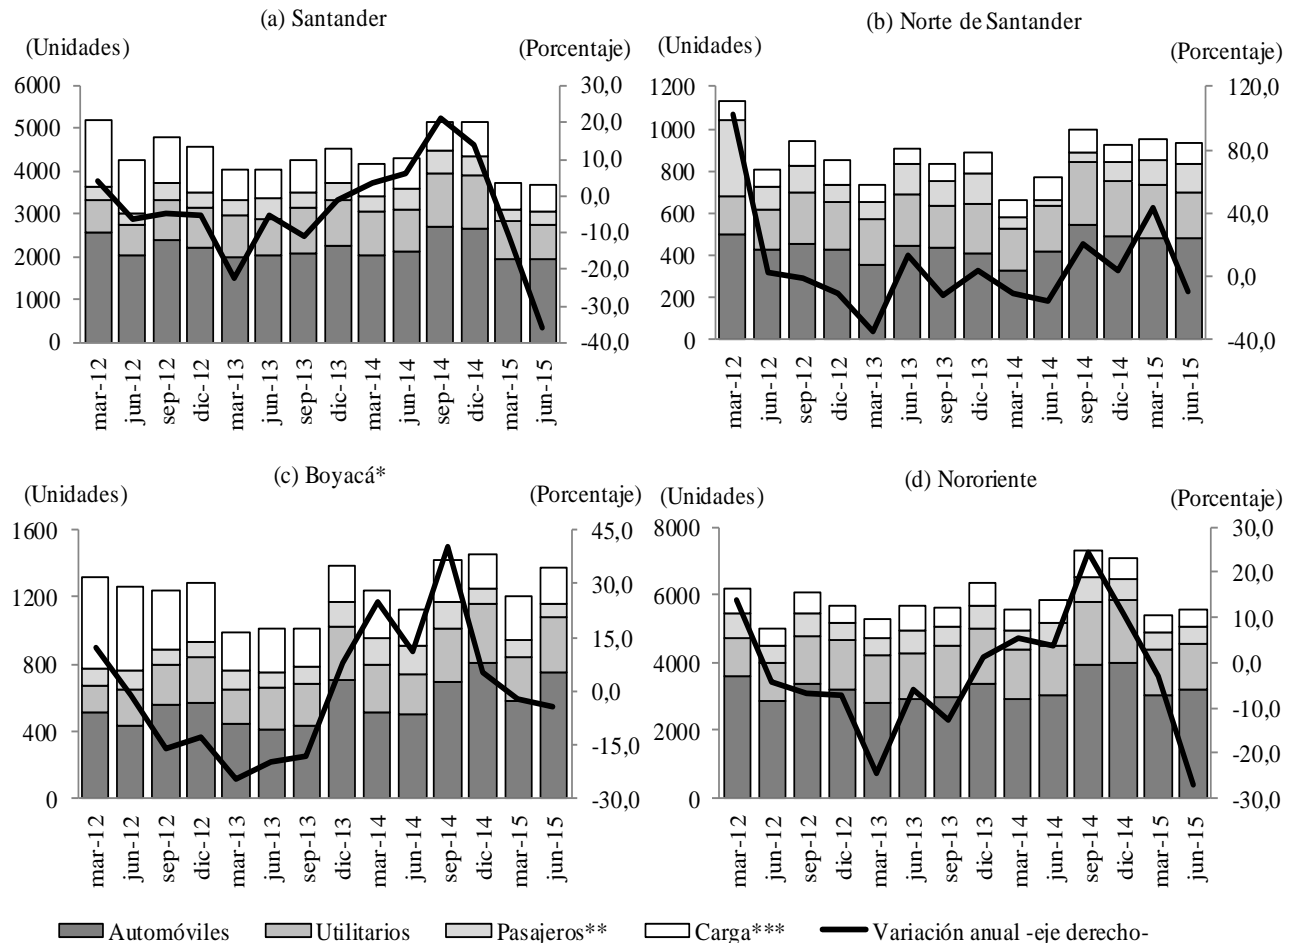 (a) Santander
(Unidades)
(Porcentaje)
6000
5000
4000
3000
2000
1000
0
30,0
20,0
10,0
0,0
-10,0
-20,0
-30,0
-40,0
mar-12
jun-12
sep-12
dic-12
mar-13
jun-13
sep-13
dic-13
mar-14
jun-14
sep-14
dic-14
mar-15
jun-15
(b) Norte de Santander
(Unidades)
(Porcentaje)
1200
1000
800
600
400
200
0
120,0
80,0
40,0
0,0
-40,0
mar-12
jun-12
sep-12
dic-12
mar-13
jun-13
sep-13
dic-13
mar-14
jun-14
sep-14
dic-14
mar-15
jun-15
(c) Boyacá*
(Unidades)
(Porcentaje)
1600
1200
800
400
0
45,0
30,0
15,0
0,0
-15,0
-30,0
mar-12
jun-12
sep-12
dic-12
mar-13
jun-13
sep-13
dic-13
mar-14
jun-14
sep-14
dic-14
mar-15
jun-15
(d) Nororiente
(Unidades)
(Porcentaje)
8000
6000
4000
2000
0
30,0
20,0
10,0
0,0
-10,0
-20,0
-30,0
mar-12
jun-12
sep-12
dic-12
mar-13
jun-13
sep-13
dic-13
mar-14
jun-14
sep-14
dic-14
mar-15
jun-15
Automóviles Utilitarios Pasajeros** Carga*** Variación anual -eje derecho-